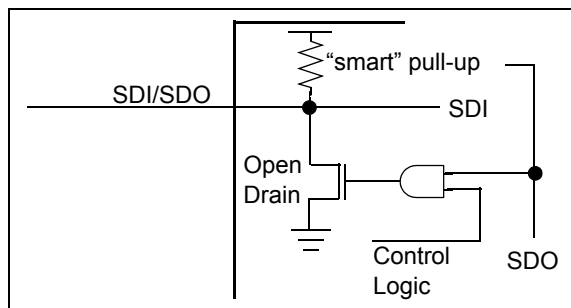 “smart” pull-up
SDI/SDO
SDI
Open
Drain
Control
Logic
SDO